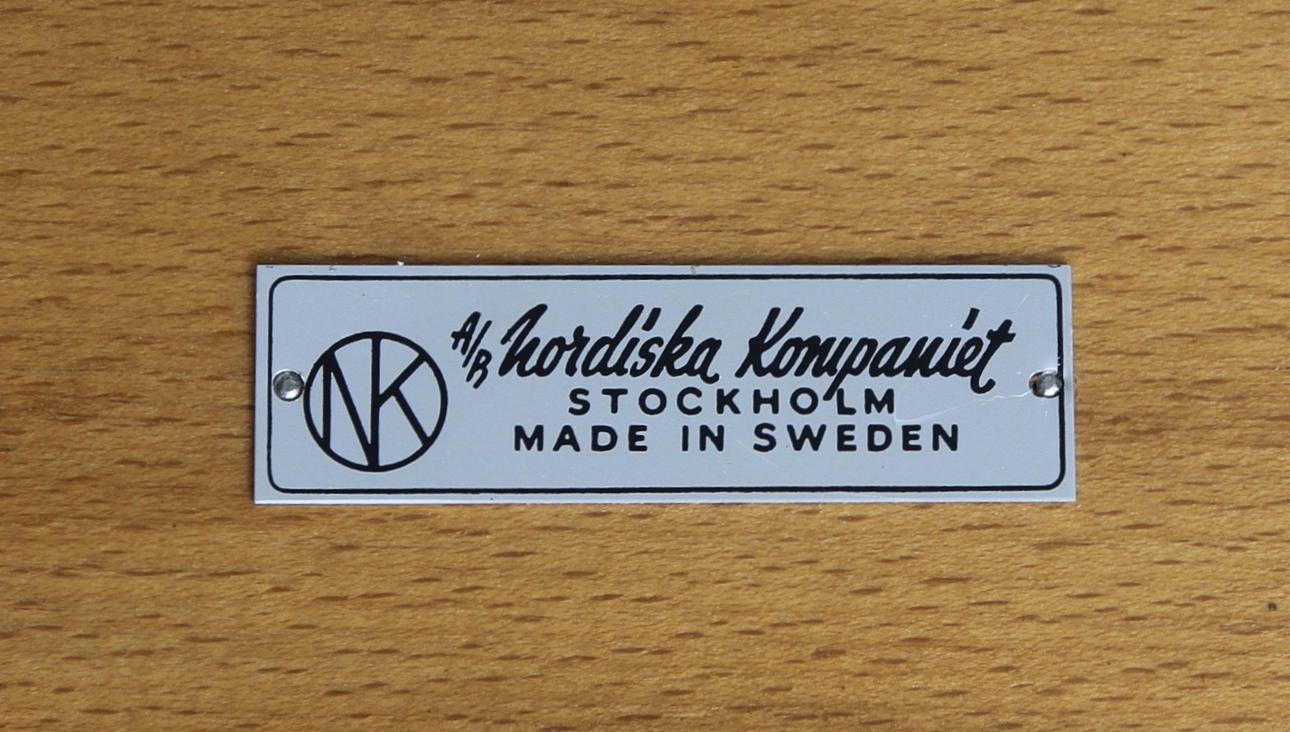 NK
A/B Nordiska Kompaniet
STOCKHOLM
MADE IN SWEDEN